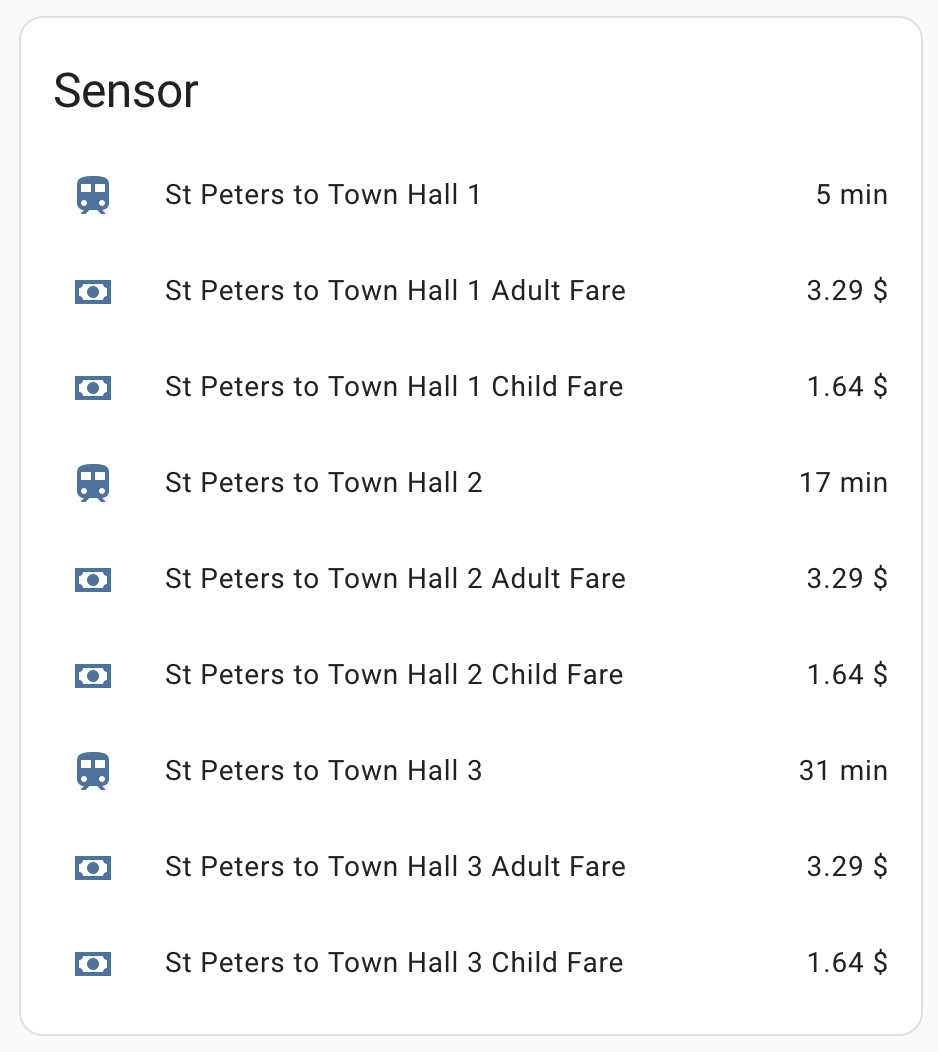 Sensor
St Peters to Town Hall 1 5 min
St Peters to Town Hall 1 Adult Fare 3.29 $
St Peters to Town Hall 1 Child Fare 1.64 $
St Peters to Town Hall 2 17 min
St Peters to Town Hall 2 Adult Fare 3.29 $
St Peters to Town Hall 2 Child Fare 1.64 $
St Peters to Town Hall 3 31 min
St Peters to Town Hall 3 Adult Fare 3.29 $
St Peters to Town Hall 3 Child Fare 1.64 $